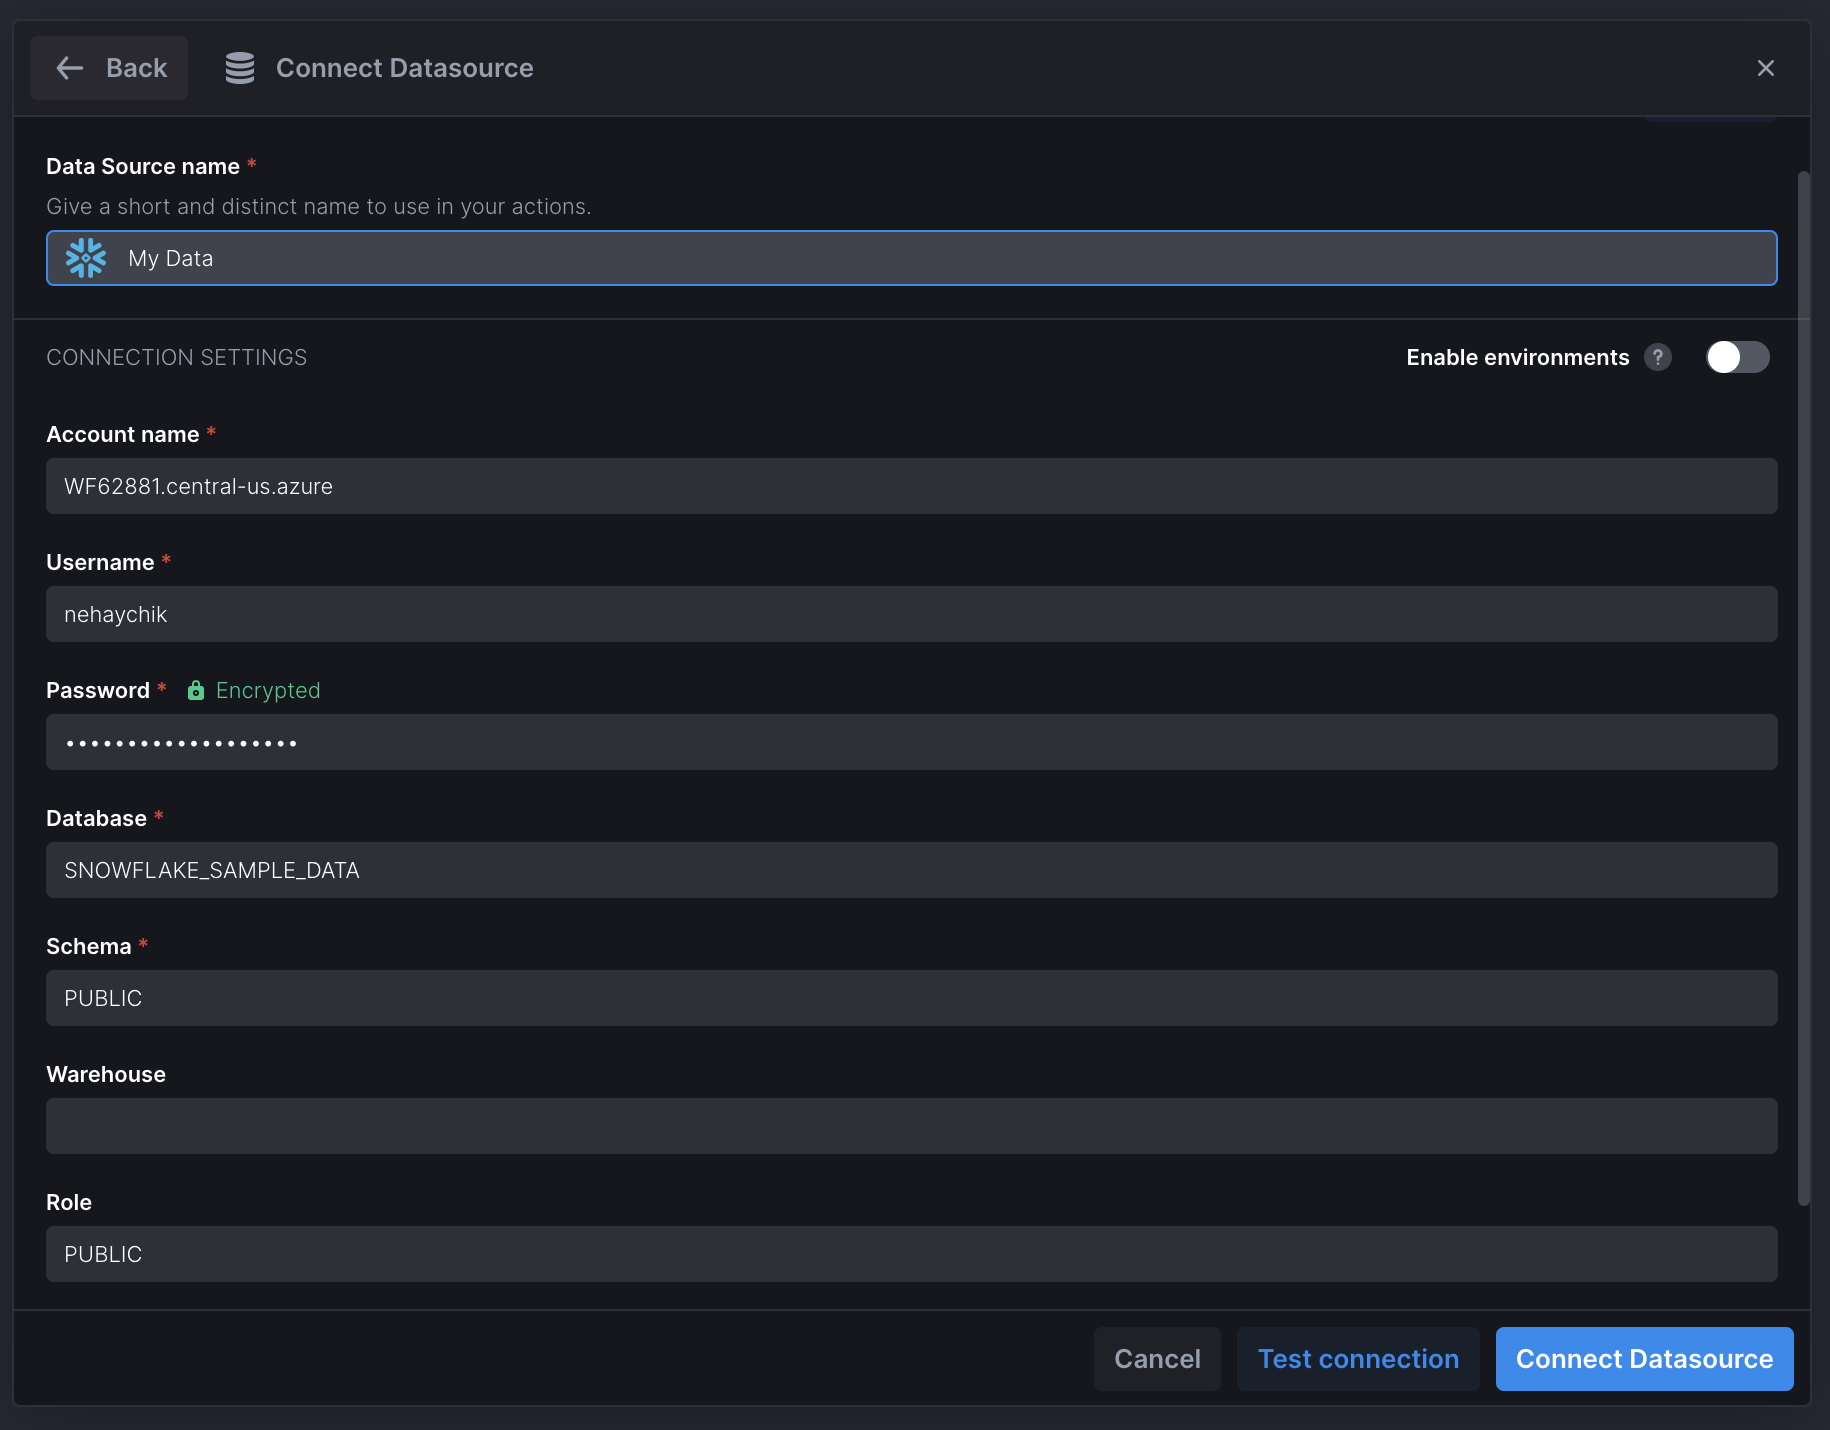 Back
Connect Datasource
Data Source name *
Give a short and distinct name to use in your actions.
My Data
CONNECTION SETTINGS
Enable environments ?
Account name *
WF62881.central-us.azure
Username *
nehaychik
Password * Encrypted
•••••••••••••••••••
Database *
SNOWFLAKE_SAMPLE_DATA
Schema *
PUBLIC
Warehouse
Role
PUBLIC
Cancel
Test connection
Connect Datasource